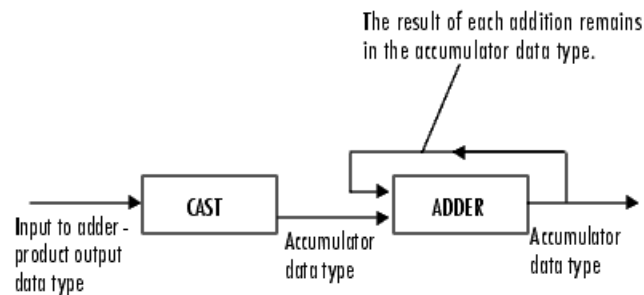 The result of each addition remains
in the accumulator data type.
CAST
ADDER
Input to adder -
product output
data type
Accumulator
data type
Accumulator
data type